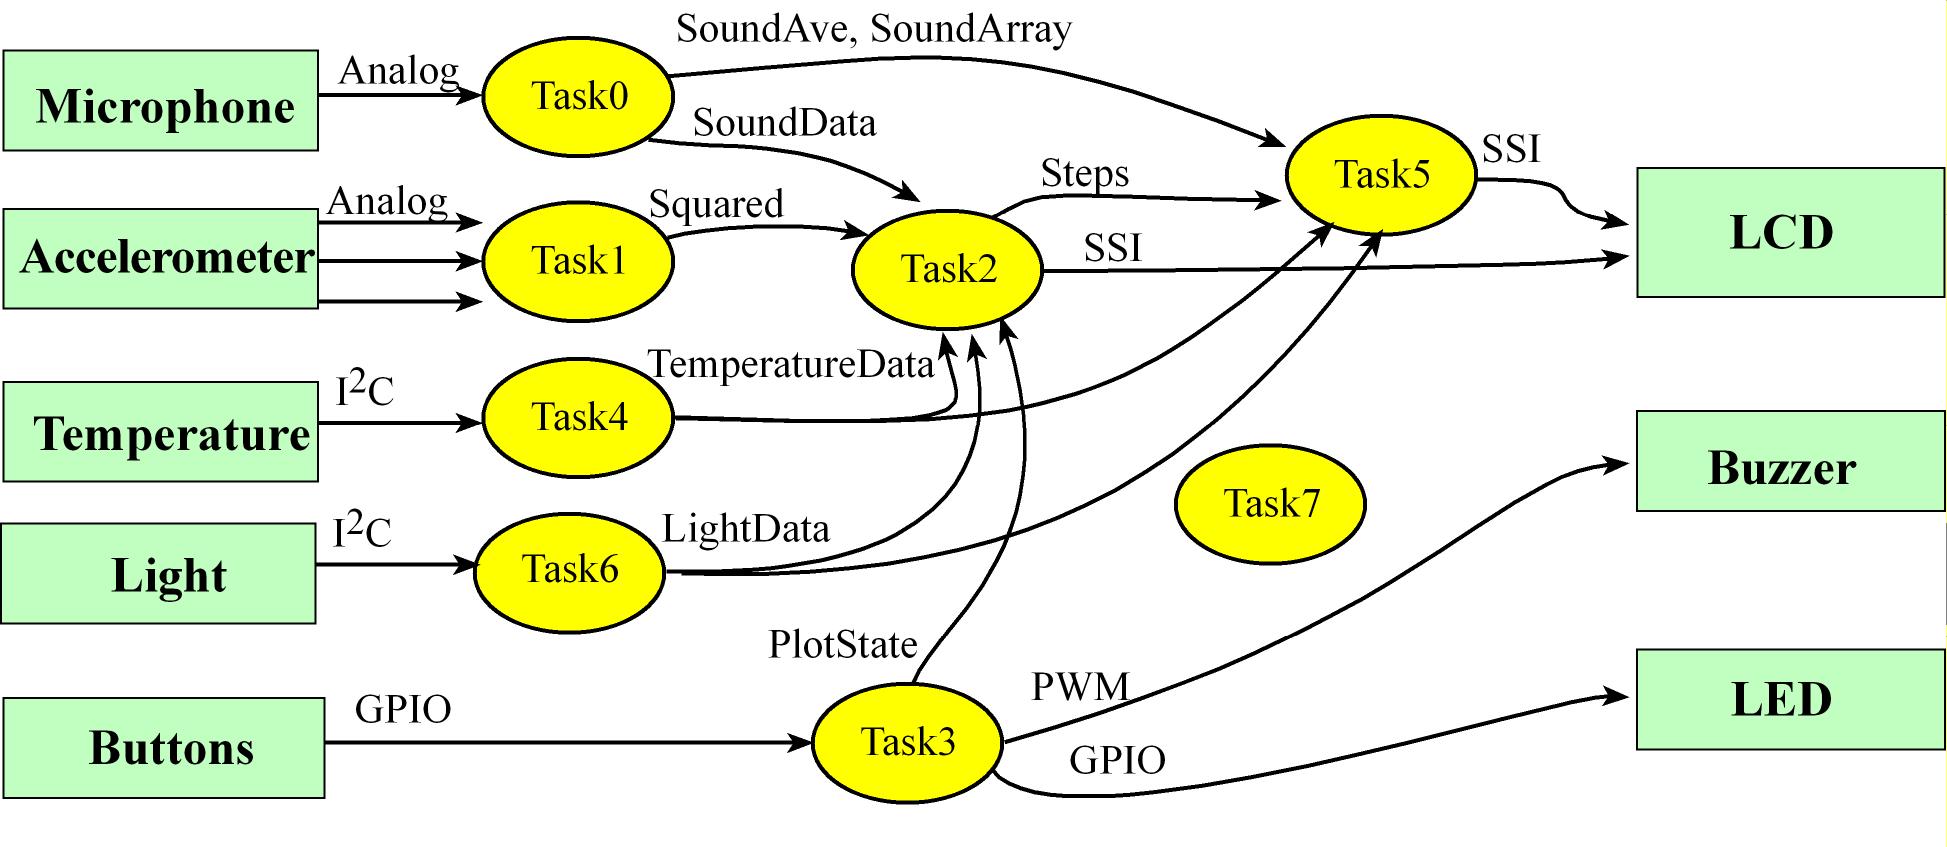 SoundAve, SoundArray
Microphone
Analog
Task0
SoundData
Accelerometer
Analog
Task1
Squared
Task2
Steps
SSI
Task5
SSI
LCD
Temperature
I²C
Task4
TemperatureData
Task7
Buzzer
Light
I²C
Task6
LightData
PlotState
PWM
LED
Buttons
GPIO
Task3
GPIO